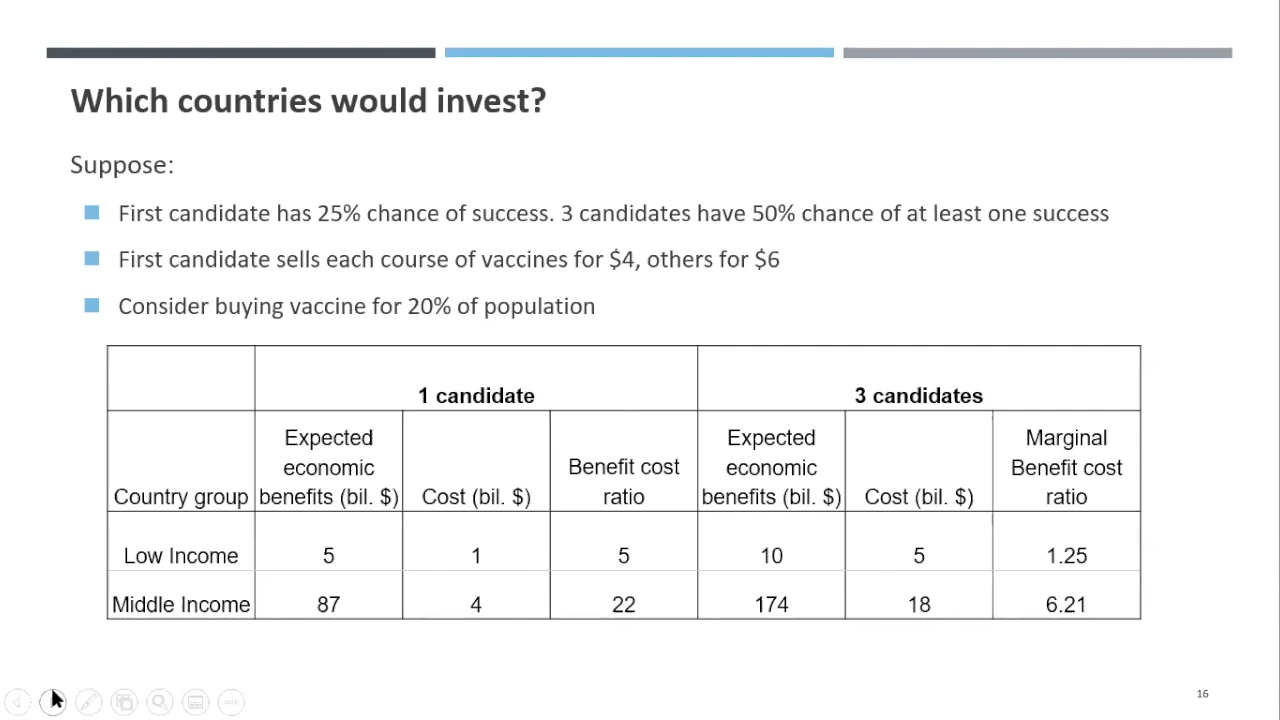 Which countries would invest?
Suppose:
First candidate has 25% chance of success. 3 candidates have 50% chance of at least one success
First candidate sells each course of vaccines for $4, others for $6
Consider buying vaccine for 20% of population
1 candidate 3 candidates
Expected Expected Marginal
economic Benefit cost economic Benefit cost
Country group benefits (bil. $) Cost (bil. $) ratio benefits (bil. $) Cost (bil. $) ratio
Low Income 5 1 5 10 5 1.25
Middle Income 87 4 22 174 18 6.21
16